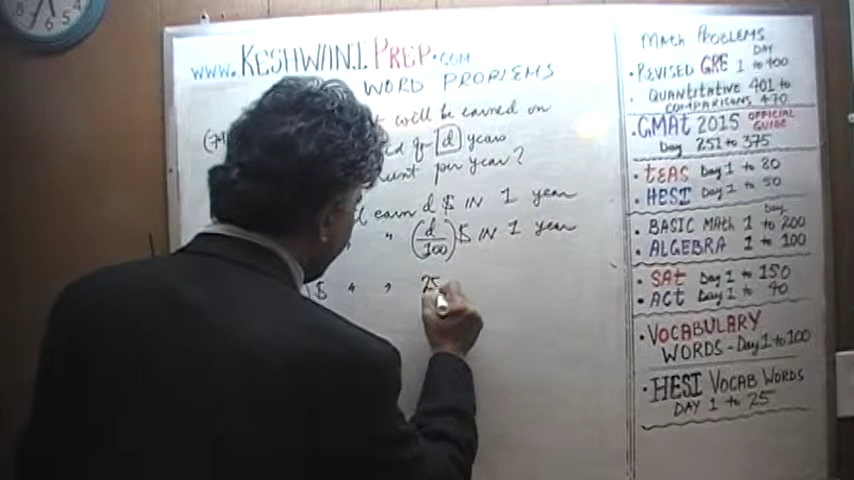 www.KESHWANI PREP.com
WORD PROPLEMS
will be earned on
d years
per year?
earn d $ IN 1 year
" (d/100) $ IN 1 year
$ " " 25
MATH PROBLEMS
DAY
• REVISED GRE 1 to 400
• QUANTITATIVE 401 to
COMPARISONS 470
• GMAT 2015 OFFICIAL GUIDE
Day 251 to 375
• TEAS Day 1 to 80
• HESI Day 1 to 50
Day
• BASIC MATH 1 to 200
• ALGEBRA 1 to 100
• SAT Day 1 to 150
• ACT Day 1 to 90
• VOCABULARY
WORDS - Day 1 to 100
• HESI VOCAB WORDS
DAY 1 to 25